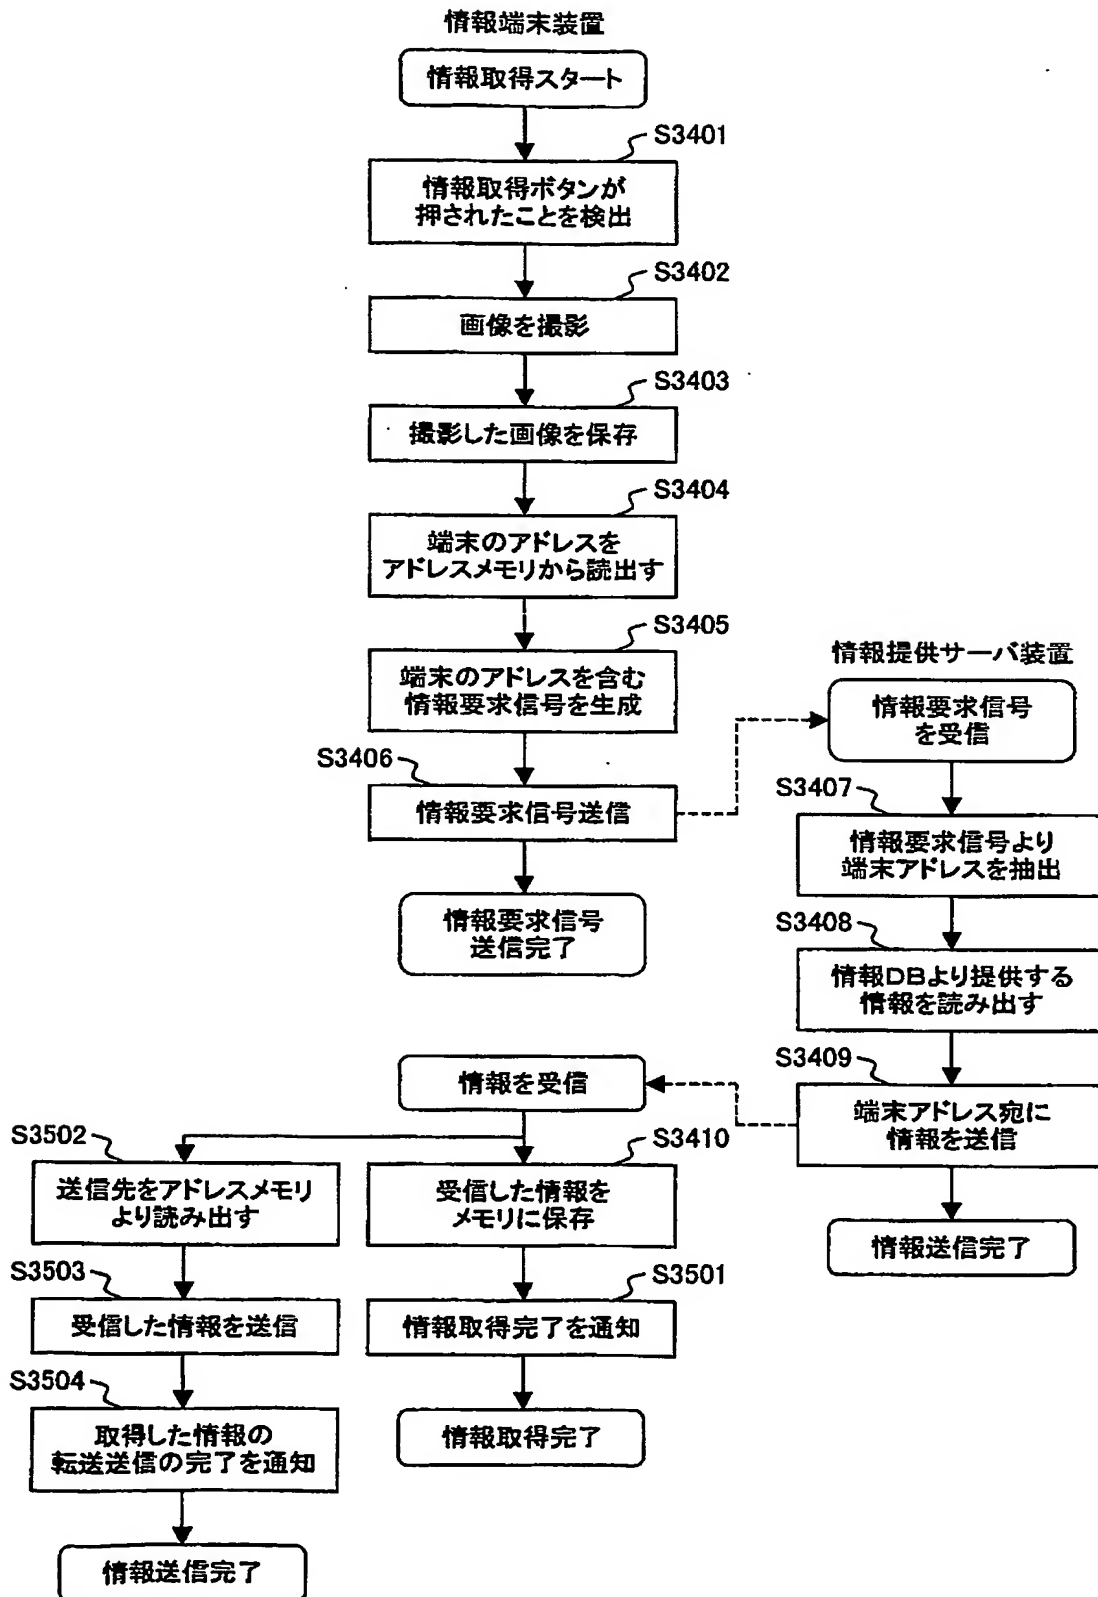 情報端末装置
情報取得スタート
S3401
情報取得ボタンが
押されたことを検出
S3402
画像を撮影
S3403
撮影した画像を保存
S3404
端末のアドレスを
アドレスメモリから読出す
S3405
端末のアドレスを含む
情報要求信号を生成
S3406
情報要求信号送信
情報要求信号
送信完了
情報提供サーバ装置
情報要求信号
を受信
S3407
情報要求信号より
端末アドレスを抽出
S3408
情報DBより提供する
情報を読み出す
S3409
端末アドレス宛に
情報を送信
情報送信完了
情報を受信
S3410
受信した情報を
メモリに保存
S3501
情報取得完了を通知
情報取得完了
S3502
送信先をアドレスメモリ
より読み出す
S3503
受信した情報を送信
S3504
取得した情報の
転送送信の完了を通知
情報送信完了